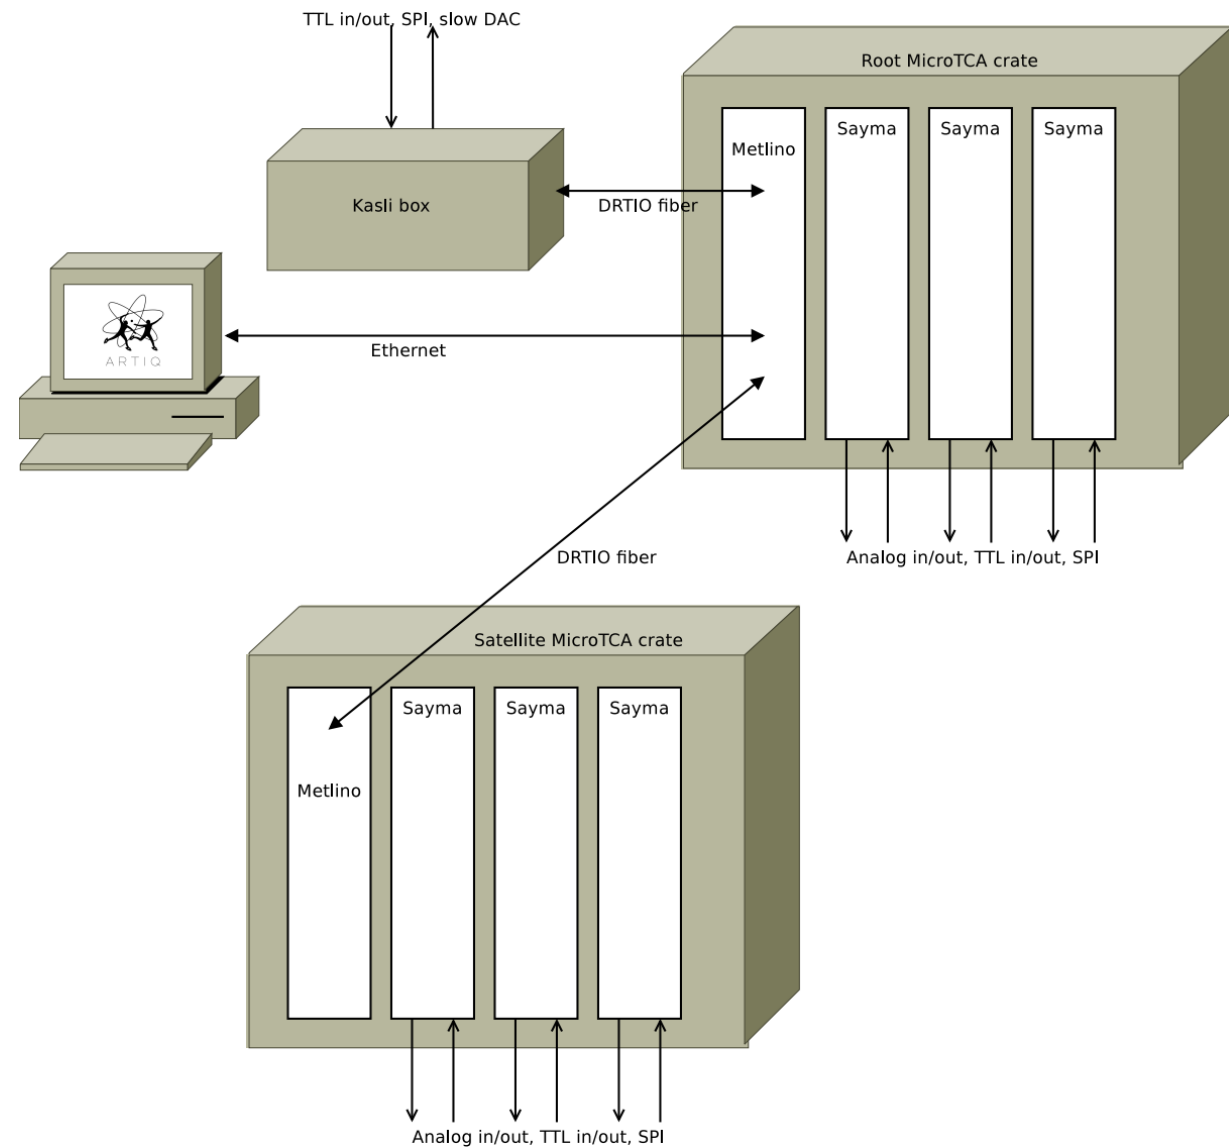 TTL in/out, SPI, slow DAC
Root MicroTCA crate
Metlino
Sayma
Sayma
Sayma
Kasli box
DRTIO fiber
ARTIQ
Ethernet
DRTIO fiber
Analog in/out, TTL in/out, SPI
Satellite MicroTCA crate
Metlino
Sayma
Sayma
Sayma
Analog in/out, TTL in/out, SPI